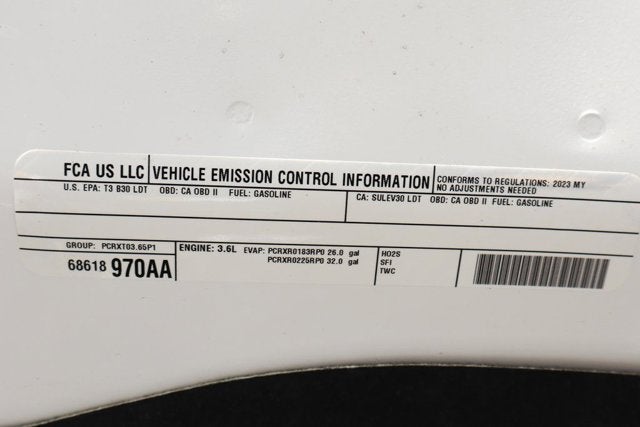 FCA US LLC VEHICLE EMISSION CONTROL INFORMATION
CONFORMS TO REGULATIONS: 2023 MY
NO ADJUSTMENTS NEEDED
U.S. EPA: T3 B30 LDT OBD: CA OBD II FUEL: GASOLINE
CA: SULEV30 LDT OBD: CA OBD II FUEL: GASOLINE
GROUP: PCRXT03.65P1
68618 970AA
ENGINE: 3.6L EVAP: PCRXR0183RP0 26.0 gal
PCRXR0225RP0 32.0 gal
HO2S
SFI
TWC